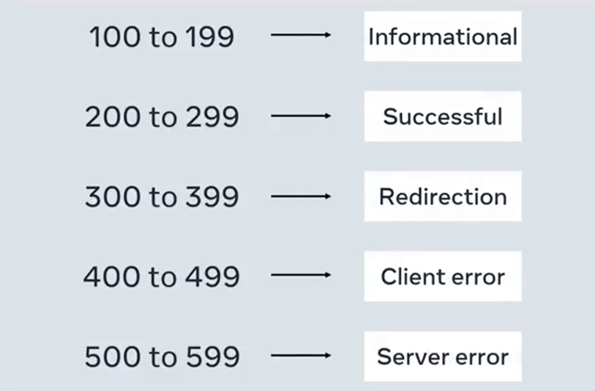 100 to 199 Informational
200 to 299 Successful
300 to 399 Redirection
400 to 499 Client error
500 to 599 Server error